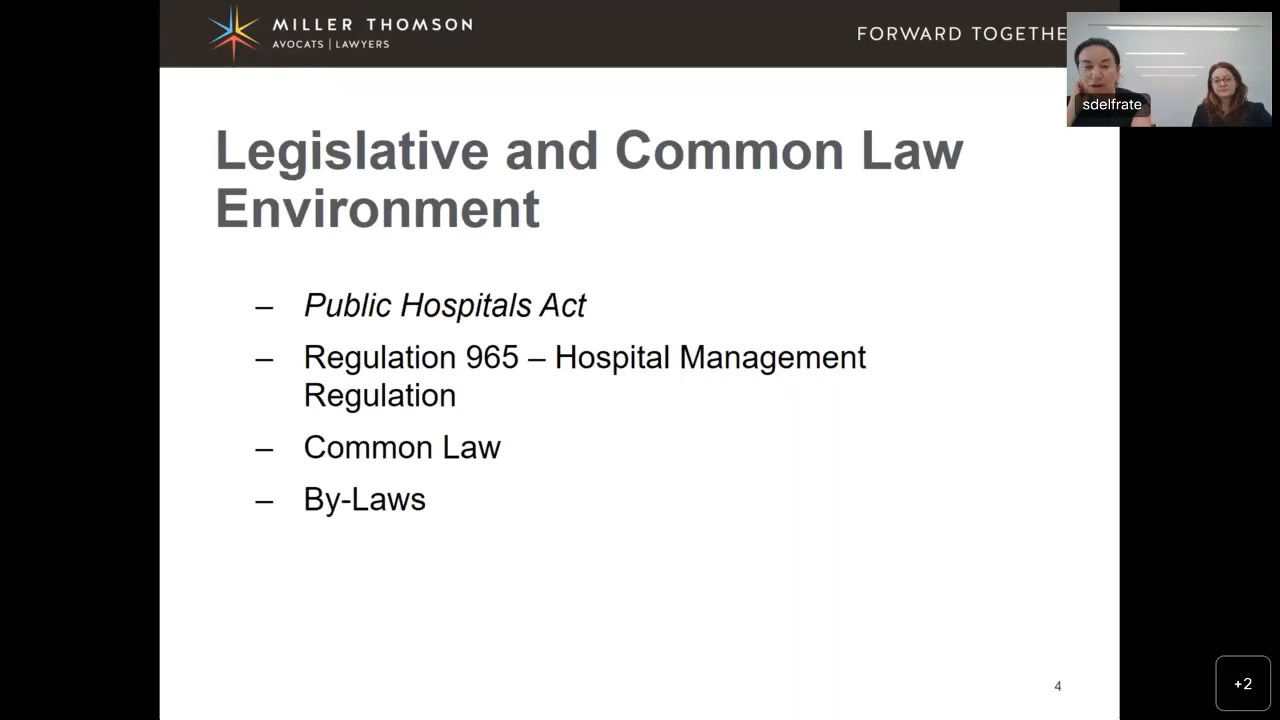 MILLER THOMSON
AVOCATS | LAWYERS
FORWARD TOGETHE
sdelfrate
Legislative and Common Law
Environment
– Public Hospitals Act
– Regulation 965 – Hospital Management
Regulation
– Common Law
– By-Laws
4
+2